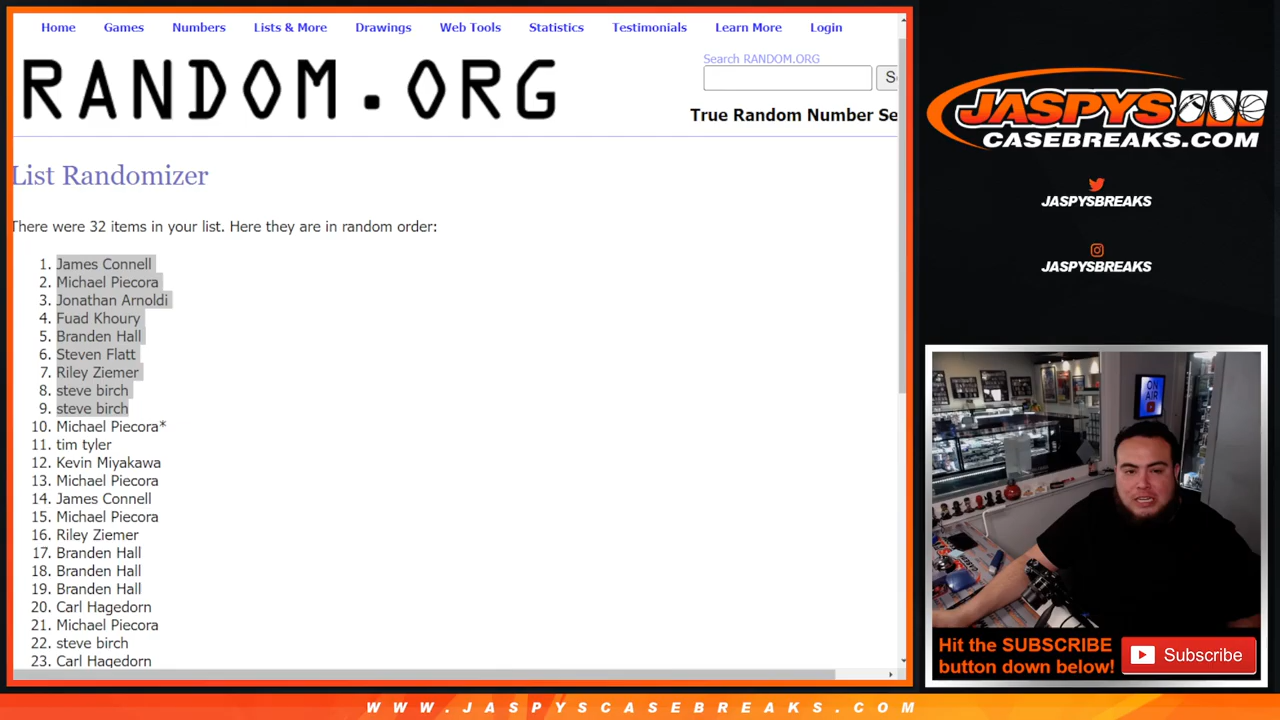 Home Games Numbers Lists & More Drawings Web Tools Statistics Testimonials Learn More Login
RANDOM.ORG
Search RANDOM.ORG
True Random Number Se
List Randomizer
There were 32 items in your list. Here they are in random order:
1. James Connell
2. Michael Piecora
3. Jonathan Arnoldi
4. Fuad Khoury
5. Branden Hall
6. Steven Flatt
7. Riley Ziemer
8. steve birch
9. steve birch
10. Michael Piecora*
11. tim tyler
12. Kevin Miyakawa
13. Michael Piecora
14. James Connell
15. Michael Piecora
16. Riley Ziemer
17. Branden Hall
18. Branden Hall
19. Branden Hall
20. Carl Hagedorn
21. Michael Piecora
22. steve birch
23. Carl Hagedorn
JASPYS
CASEBREAKS.COM
JASPYSBREAKS
JASPYSBREAKS
ON
AIR
Hit the SUBSCRIBE
button down below!
Subscribe
WWW.JASPYSCASEBREAKS.COM